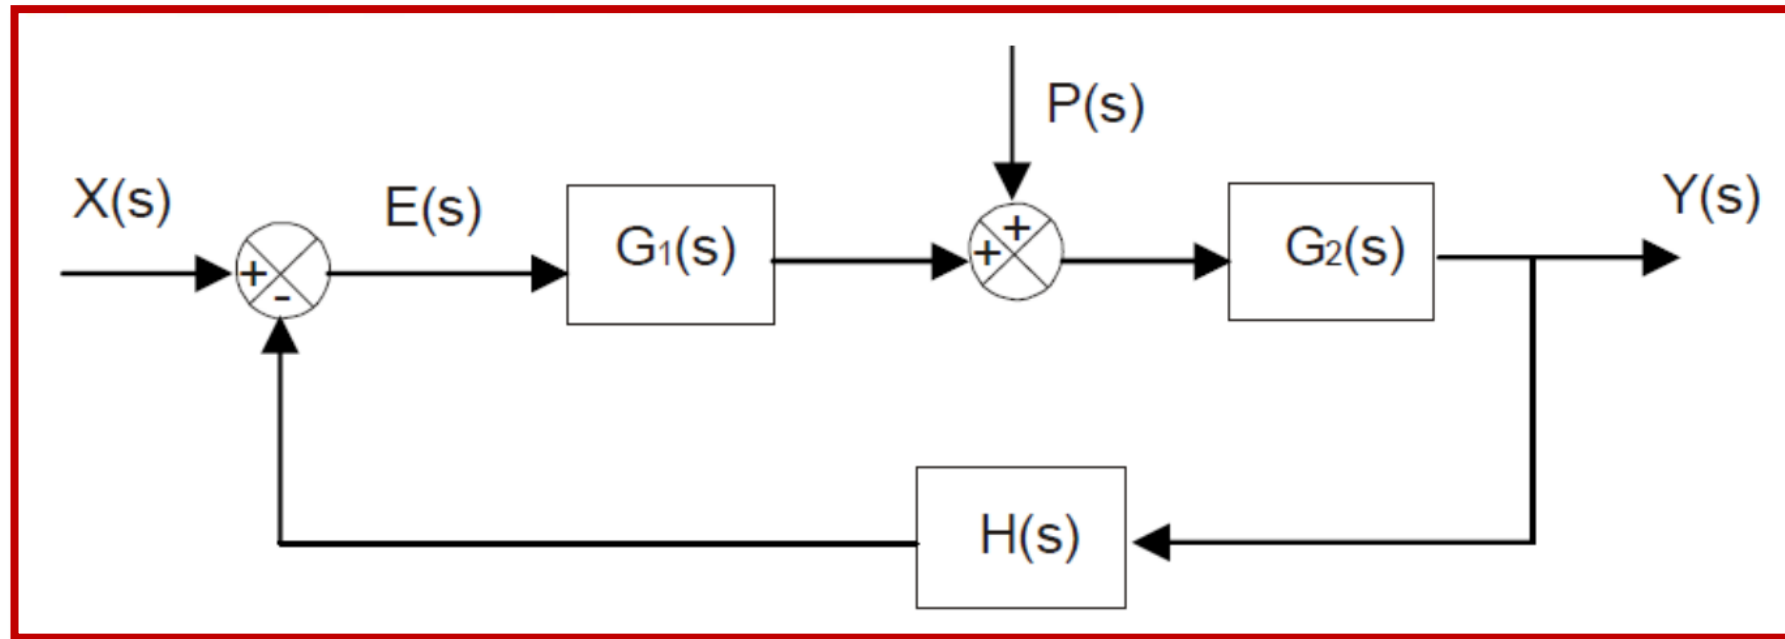 P(s)
X(s)
E(s)
G1(s)
G2(s)
Y(s)
+
-
+
+
H(s)